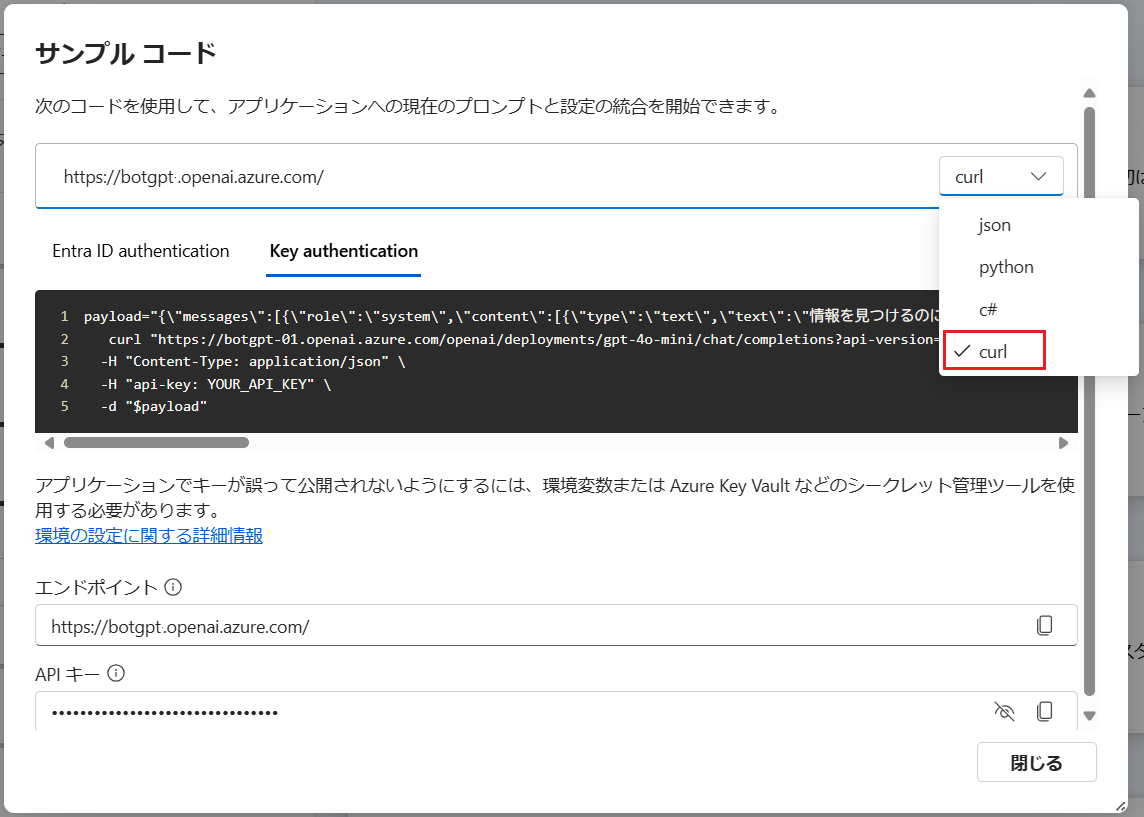 サンプル コード
次のコードを使用して、アプリケーションへの現在のプロンプトと設定の統合を開始できます。
https://botgpt.openai.azure.com/
curl
json
python
c#
curl
Entra ID authentication
Key authentication
1 payload="{\"messages\":[{\"role\":\"system\",\"content\":[{\"type\":\"text\",\"text\":\"情報を見つけるのに
2 curl "https://botgpt-01.openai.azure.com/openai/deployments/gpt-4o-mini/chat/completions?api-version=
3 -H "Content-Type: application/json" \
4 -H "api-key: YOUR_API_KEY" \
5 -d "$payload"
アプリケーションでキーが誤って公開されないようにするには、環境変数または Azure Key Vault などのシークレット管理ツールを使
用する必要があります。
環境の設定に関する詳細情報
エンドポイント
https://botgpt.openai.azure.com/
API キー
••••••••••••••••••••••••••••••••
閉じる